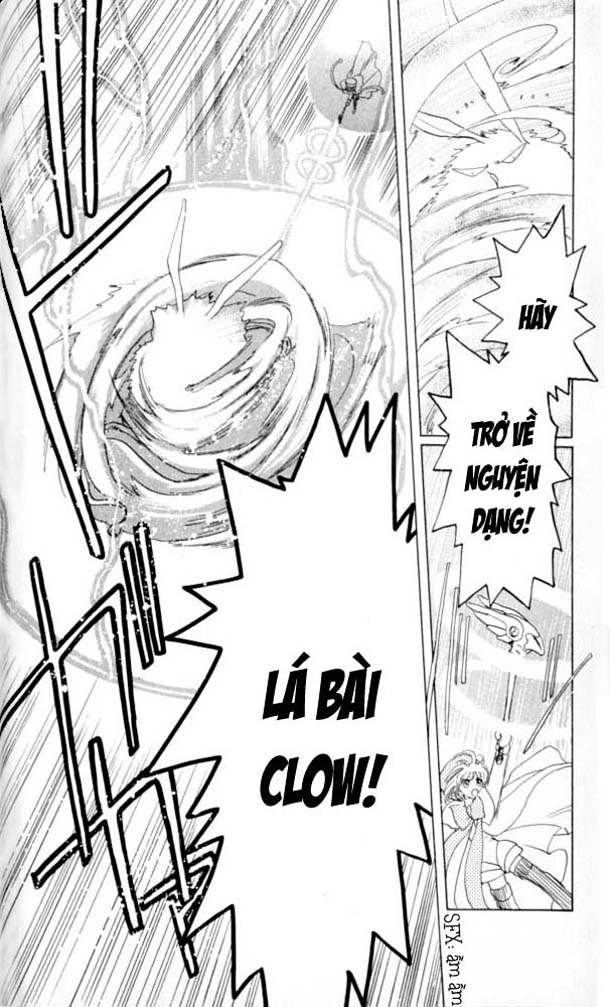 HÃY
TRỞ VỀ
NGUYỆN
DẠNG!
LÁ BÀI
CLOW!
SFX: ầm ầm